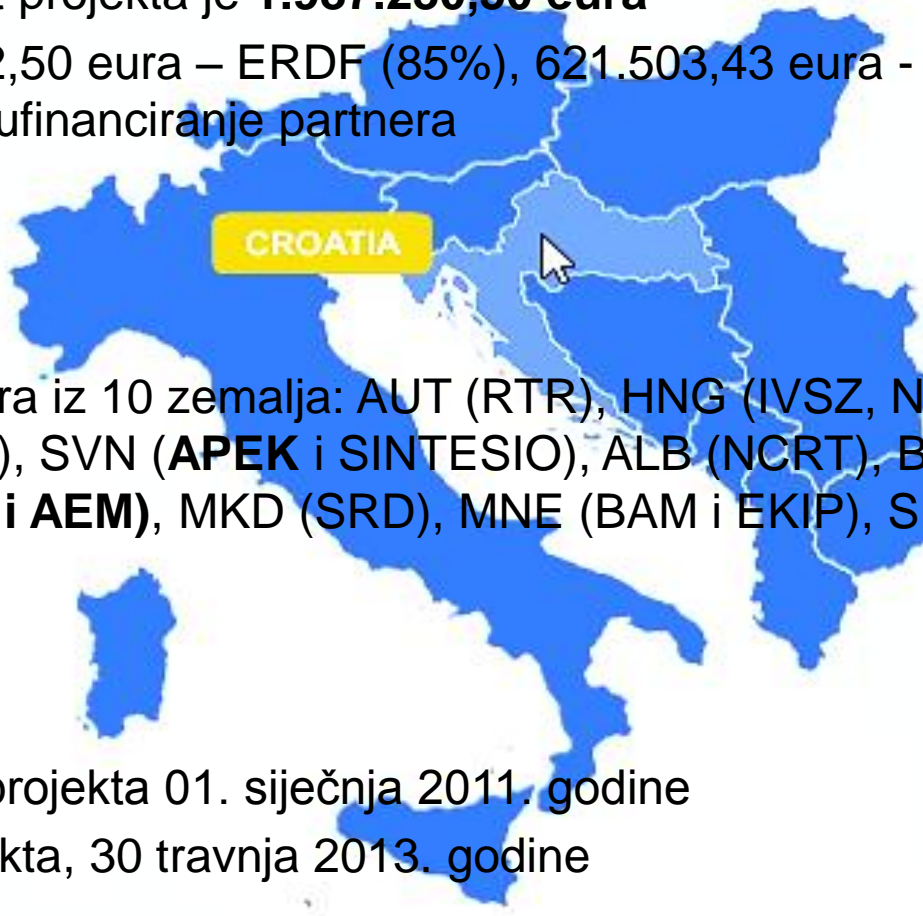 projekta je
2,50 eura – ERDF (85%), 621.503,43 eura -
ufinanciranje partnera
CROATIA
ra iz 10 zemalja: AUT (RTR), HNG (IVSZ, N
), SVN (APEK i SINTESIO), ALB (NCRT), B
i AEM), MKD (SRD), MNE (BAM i EKIP), S
projekta 01. siječnja 2011. godine
kta, 30 travnja 2013. godine